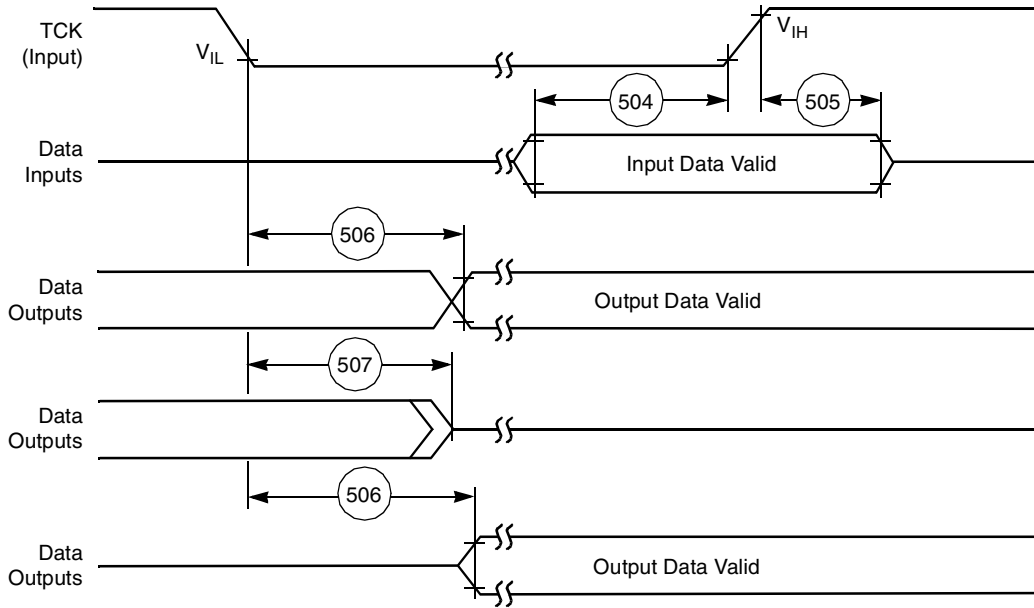 TCK
(Input)
VIL
VIH
504
505
Data
Inputs
Input Data Valid
506
Data
Outputs
Output Data Valid
507
Data
Outputs
506
Data
Outputs
Output Data Valid